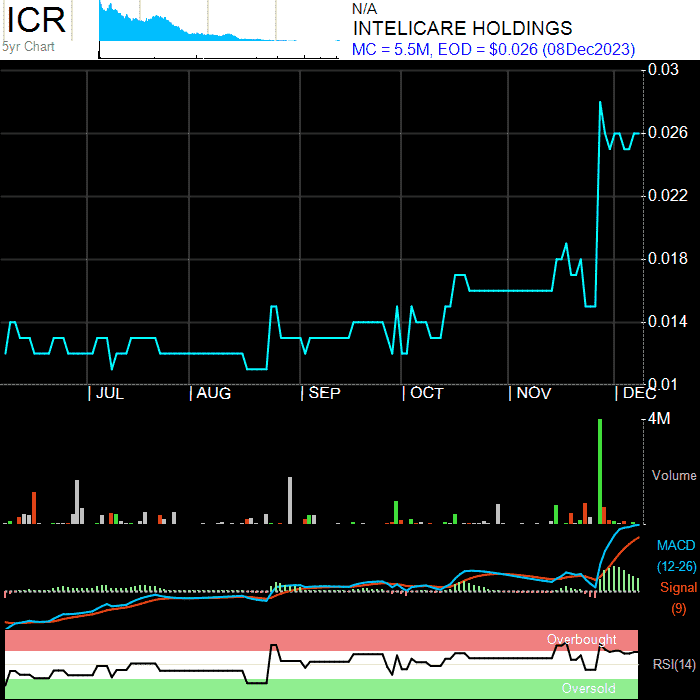 ICR
5yr Chart
N/A
INTELICARE HOLDINGS
MC = 5.5M, EOD = $0.026 (08Dec2023)
0.03
0.026
0.022
0.018
0.014
0.01
JUL AUG SEP OCT NOV DEC
4M
Volume
MACD
(12-26)
Signal
(9)
Overbought
RSI(14)
Oversold